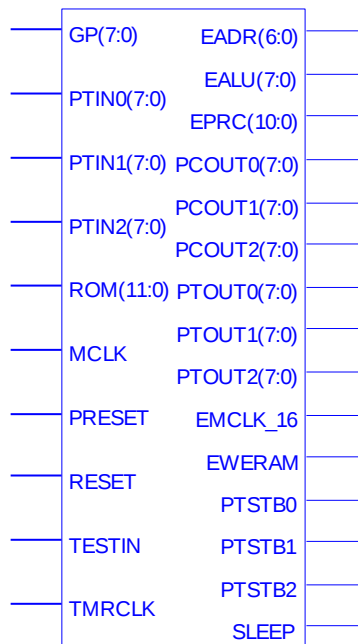 GP(7:0)
PTIN0(7:0)
PTIN1(7:0)
PTIN2(7:0)
ROM(11:0)
MCLK
PRESET
RESET
TESTIN
TMRCLK
EADR(6:0)
EALU(7:0)
EPRC(10:0)
PCOUT0(7:0)
PCOUT1(7:0)
PCOUT2(7:0)
PTOUT0(7:0)
PTOUT1(7:0)
PTOUT2(7:0)
EMCLK_16
EWERAM
PTSTB0
PTSTB1
PTSTB2
SLEEP